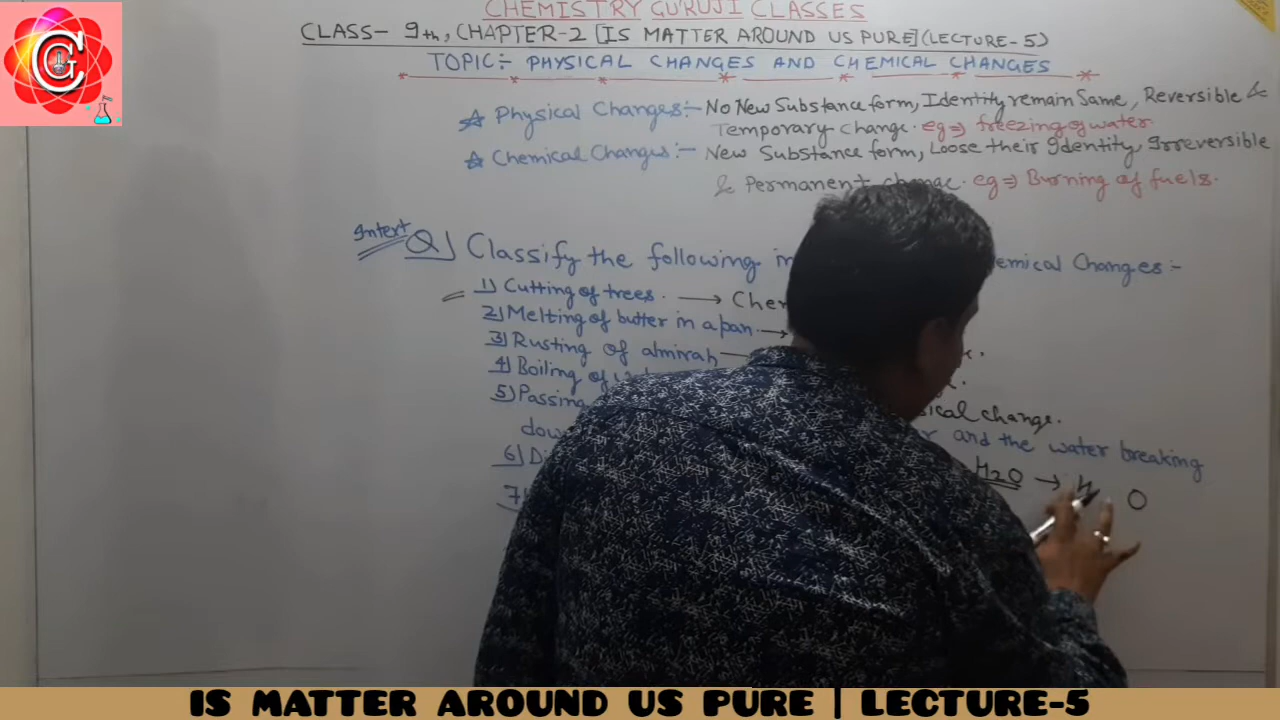 CHEMISTRY GURUJI CLASSES
CLASS- 9th, CHAPTER-2 [IS MATTER AROUND US PURE] (LECTURE-5)
TOPIC:- PHYSICAL CHANGES AND CHEMICAL CHANGES
CG
Physical Changes:- No New Substance form, Identity remain Same, Reversible &
Temporary change. eg ⇒ freezing of water
Chemical Changes:- New Substance form, Loose their Identity, Irreversible
& Permanent change. eg ⇒ Burning of fuels.
Intext Q) Classify the following in emical Changes:-
1) Cutting of trees. → Che
2) Melting of butter in a pan. →
3) Rusting of almirah
4) Boiling of
5) Passing ical change.
dow and the water breaking
6) Di H2O → H O
7)
IS MATTER AROUND US PURE | LECTURE-5